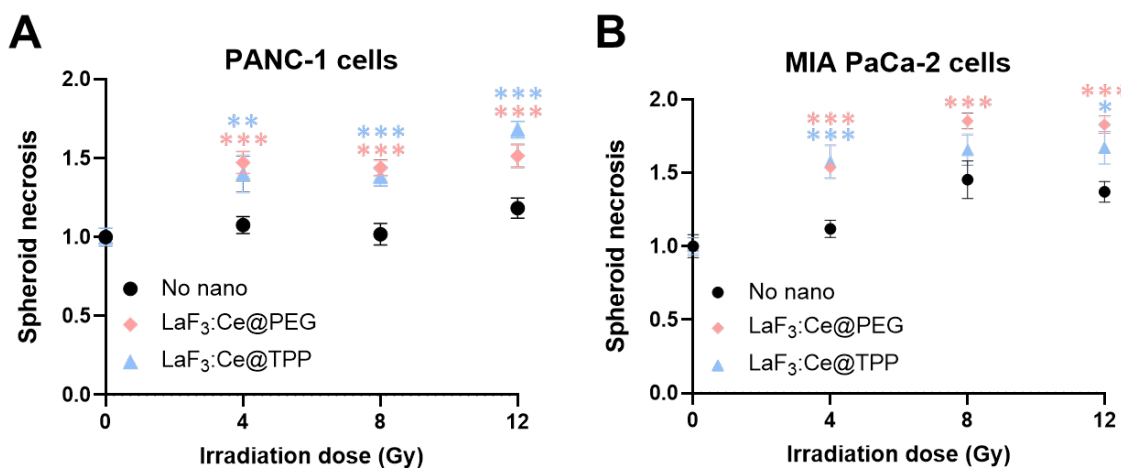 A
PANC-1 cells
Spheroid necrosis
2.0
1.5
1.0
0.5
0.0
** *** ***
*** *** ***
No nano
LaF₃:Ce@PEG
LaF₃:Ce@TPP
0 4 8 12
Irradiation dose (Gy)
B
MIA PaCa-2 cells
Spheroid necrosis
2.0
1.5
1.0
0.5
0.0
*** *** ***
*** *
No nano
LaF₃:Ce@PEG
LaF₃:Ce@TPP
0 4 8 12
Irradiation dose (Gy)